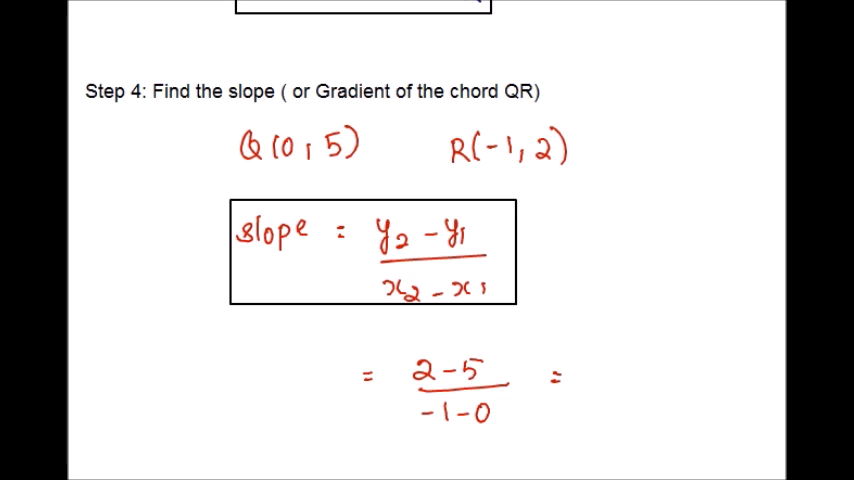 Step 4: Find the slope ( or Gradient of the chord QR)
Q(0, 5) R(-1, 2)
slope = y₂ - y₁
x₂ - x₁
= 2 - 5 =
-1 - 0